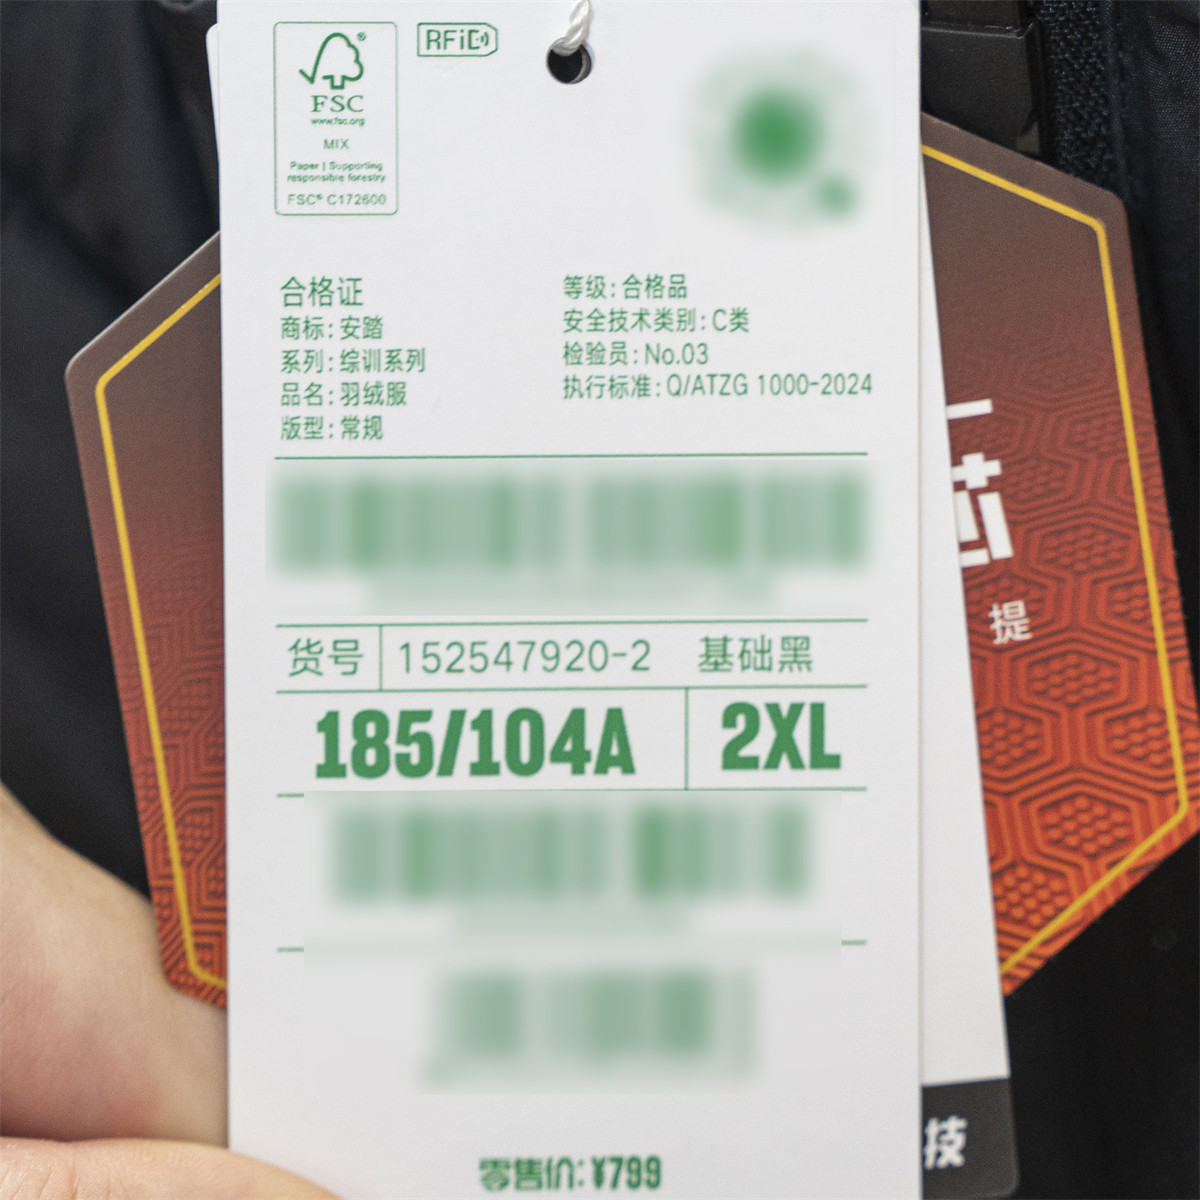 FSC
www.fsc.org
MIX
Paper | Supporting
responsible forestry
FSC® C172600
RFiD
合格证
商标: 安踏
系列: 综训系列
品名: 羽绒服
版型: 常规
等级: 合格品
安全技术类别: C类
检验员: No.03
执行标准: Q/ATZG 1000-2024
货号 152547920-2 基础黑
185/104A 2XL
零售价: ¥799
提
技